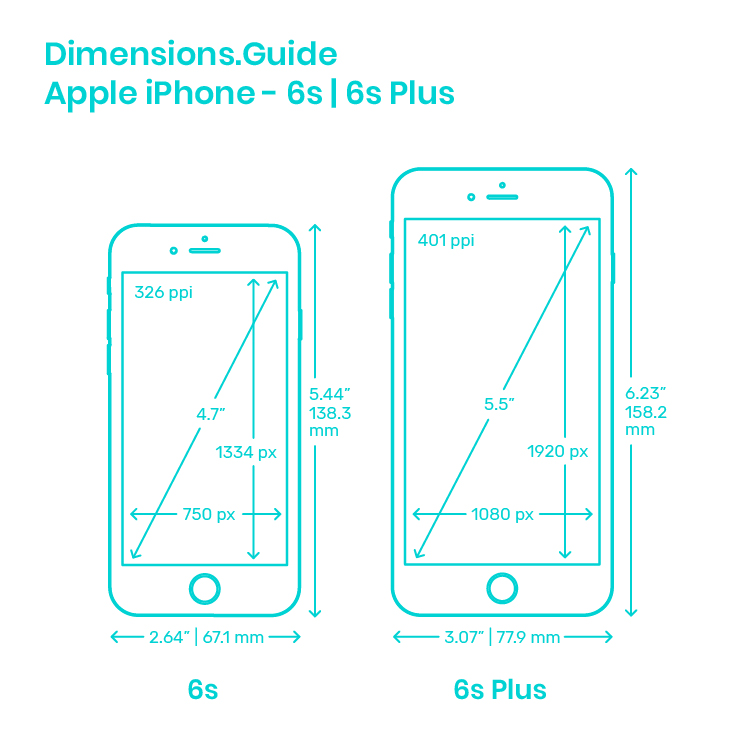 Dimensions.Guide
Apple iPhone - 6s | 6s Plus
326 ppi
4.7"
1334 px
750 px
5.44"
138.3
mm
2.64" | 67.1 mm
6s
401 ppi
5.5"
1920 px
1080 px
6.23"
158.2
mm
3.07" | 77.9 mm
6s Plus